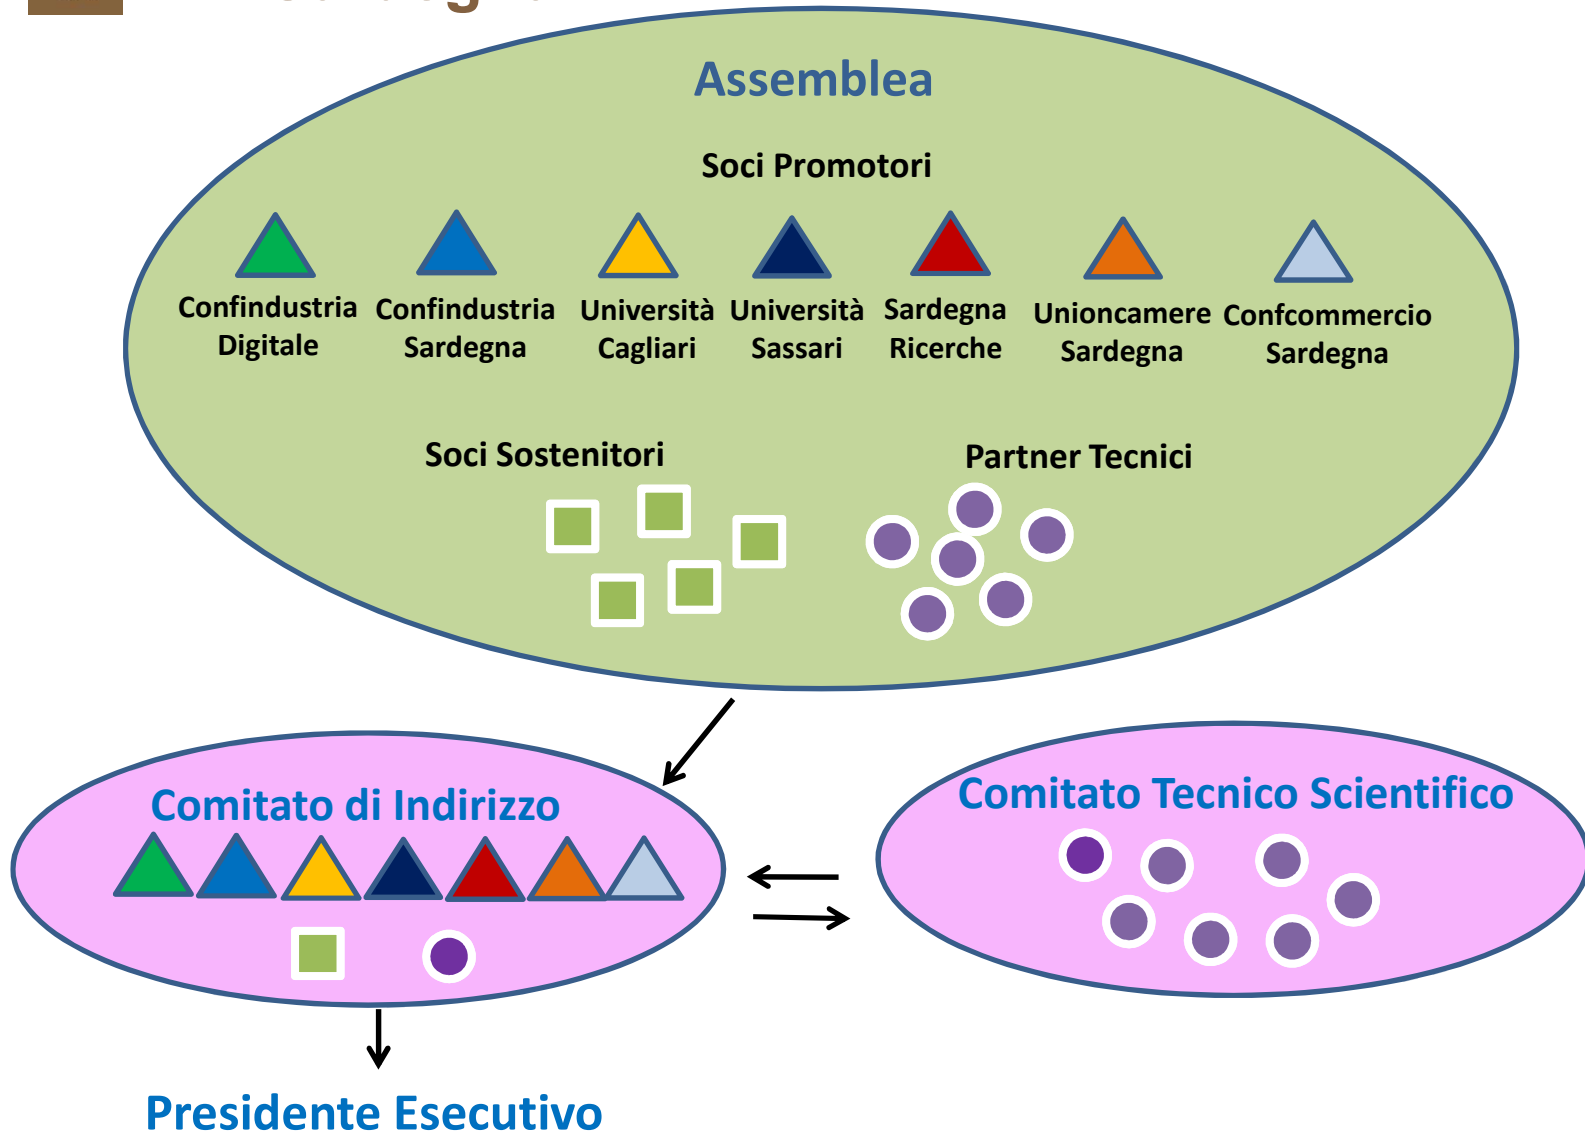 Assemblea
Soci Promotori
Confindustria Digitale
Confindustria Sardegna
Università Cagliari
Università Sassari
Sardegna Ricerche
Unioncamere Sardegna
Confcommercio Sardegna
Soci Sostenitori
Partner Tecnici
Comitato di Indirizzo
Comitato Tecnico Scientifico
Presidente Esecutivo